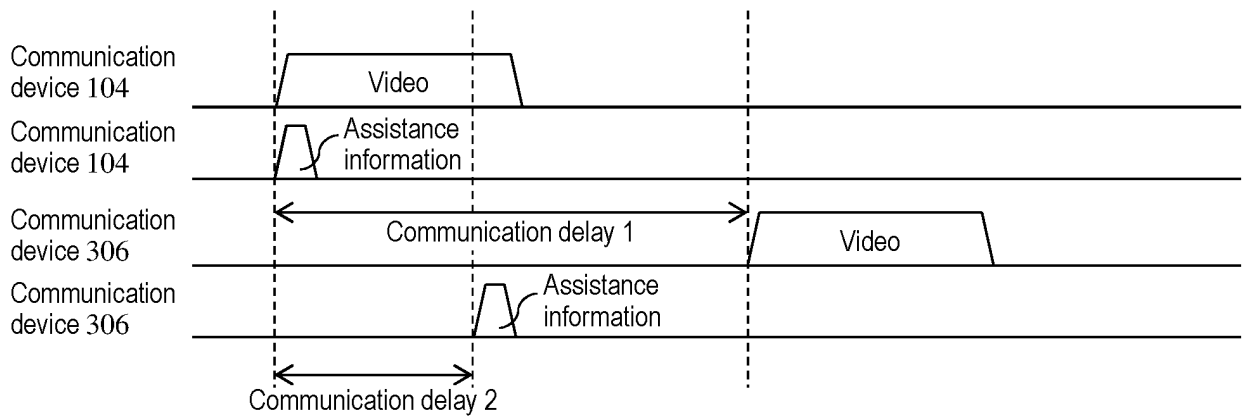 Communication
device 104
Video
Communication
device 104
Assistance
information
Communication delay 1
Communication
device 306
Video
Communication
device 306
Assistance
information
Communication delay 2